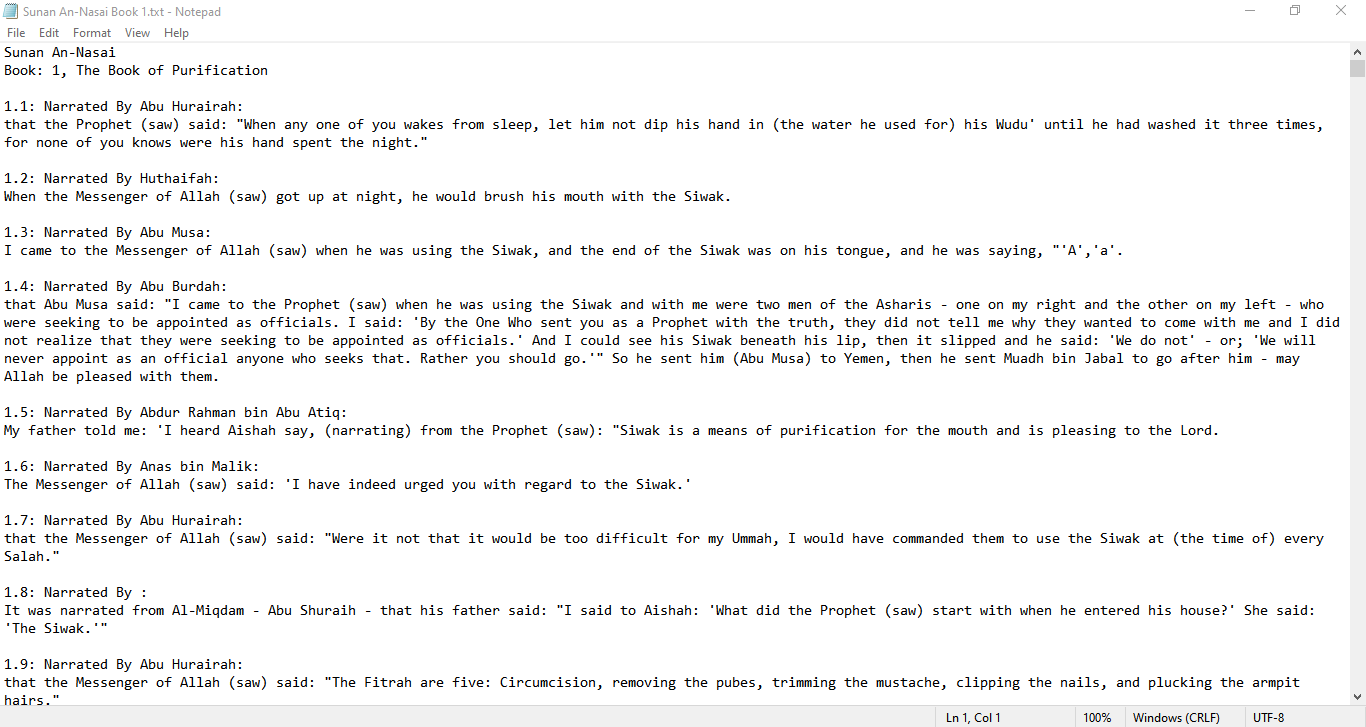 Sunan An-Nasai Book 1.txt - Notepad
File Edit Format View Help
Sunan An-Nasai
Book: 1, The Book of Purification
1.1: Narrated By Abu Hurairah:
that the Prophet (saw) said: "When any one of you wakes from sleep, let him not dip his hand in (the water he used for) his Wudu' until he had washed it three times,
for none of you knows were his hand spent the night."
1.2: Narrated By Huthaifah:
When the Messenger of Allah (saw) got up at night, he would brush his mouth with the Siwak.
1.3: Narrated By Abu Musa:
I came to the Messenger of Allah (saw) when he was using the Siwak, and the end of the Siwak was on his tongue, and he was saying, "'A','a'.
1.4: Narrated By Abu Burdah:
that Abu Musa said: "I came to the Prophet (saw) when he was using the Siwak and with me were two men of the Asharis - one on my right and the other on my left - who
were seeking to be appointed as officials. I said: 'By the One Who sent you as a Prophet with the truth, they did not tell me why they wanted to come with me and I did
not realize that they were seeking to be appointed as officials.' And I could see his Siwak beneath his lip, then it slipped and he said: 'We do not' - or; 'We will
never appoint as an official anyone who seeks that. Rather you should go.'" So he sent him (Abu Musa) to Yemen, then he sent Muadh bin Jabal to go after him - may
Allah be pleased with them.
1.5: Narrated By Abdur Rahman bin Abu Atiq:
My father told me: 'I heard Aishah say, (narrating) from the Prophet (saw): "Siwak is a means of purification for the mouth and is pleasing to the Lord.
1.6: Narrated By Anas bin Malik:
The Messenger of Allah (saw) said: 'I have indeed urged you with regard to the Siwak.'
1.7: Narrated By Abu Hurairah:
that the Messenger of Allah (saw) said: "Were it not that it would be too difficult for my Ummah, I would have commanded them to use the Siwak at (the time of) every
Salah."
1.8: Narrated By :
It was narrated from Al-Miqdam - Abu Shuraih - that his father said: "I said to Aishah: 'What did the Prophet (saw) start with when he entered his house?' She said:
'The Siwak.'"
1.9: Narrated By Abu Hurairah:
that the Messenger of Allah (saw) said: "The Fitrah are five: Circumcision, removing the pubes, trimming the mustache, clipping the nails, and plucking the armpit
hairs."
Ln 1, Col 1 100% Windows (CRLF) UTF-8